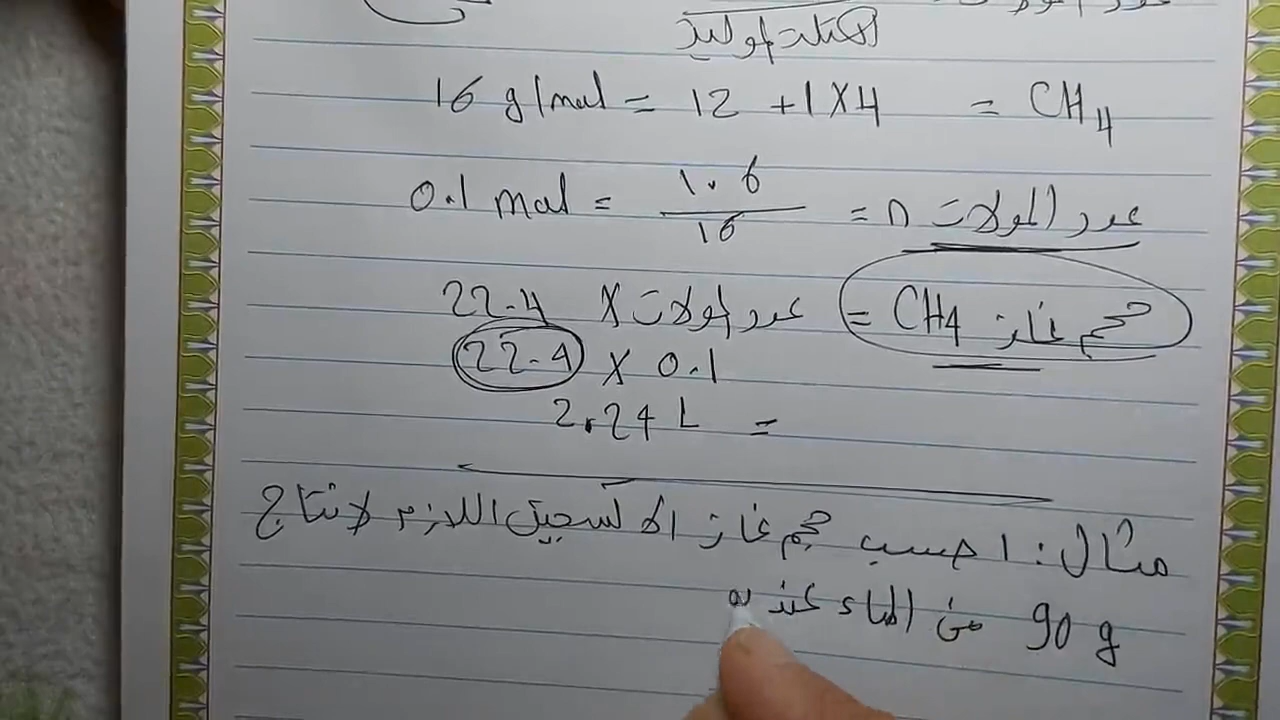 عدد المولات
الكتلة المولية
16 g/mol = 12 + 1 X 4 = CH4
0.1 mol = 1.6 / 16 = n عدد المولات
22.4 X عدد المولات = CH4 حجم غاز
22.4 X 0.1
2.24 L =
مثال : احسب حجم غاز الاكسجين اللازم لانتاج
90 g من الماء عند